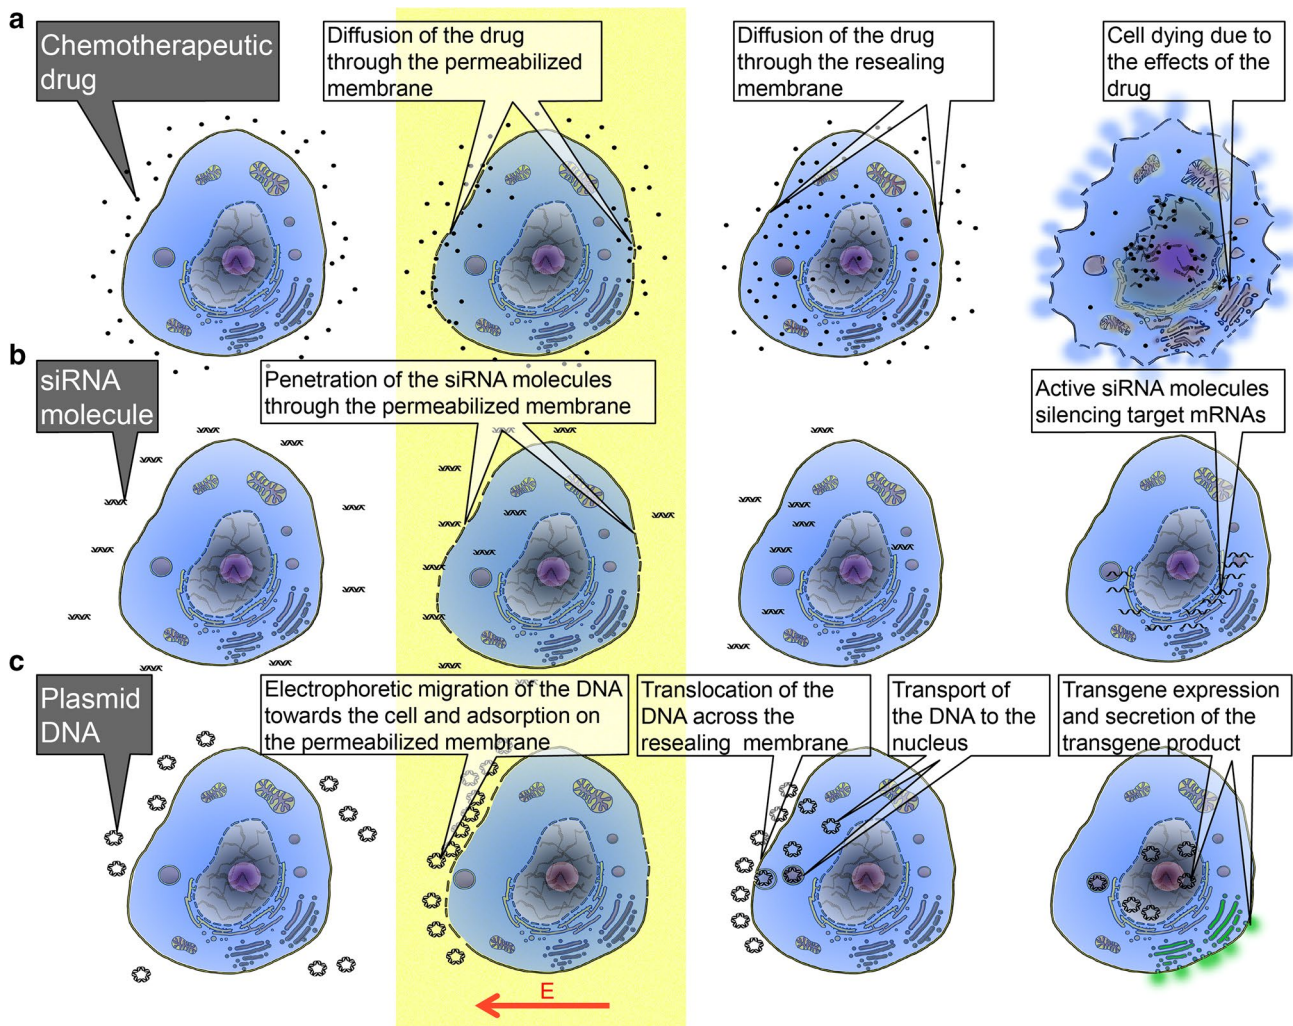 a
Chemotherapeutic
drug
Diffusion of the drug
through the permeabilized
membrane
Diffusion of the drug
through the resealing
membrane
Cell dying due to
the effects of the
drug
b
siRNA
molecule
Penetration of the siRNA molecules
through the permeabilized membrane
Active siRNA molecules
silencing target mRNAs
c
Plasmid
DNA
Electrophoretic migration of the DNA
towards the cell and adsorption on
the permeabilized membrane
Translocation of the
DNA across the
resealing membrane
Transport of
the DNA to the
nucleus
Transgene expression
and secretion of the
transgene product
E